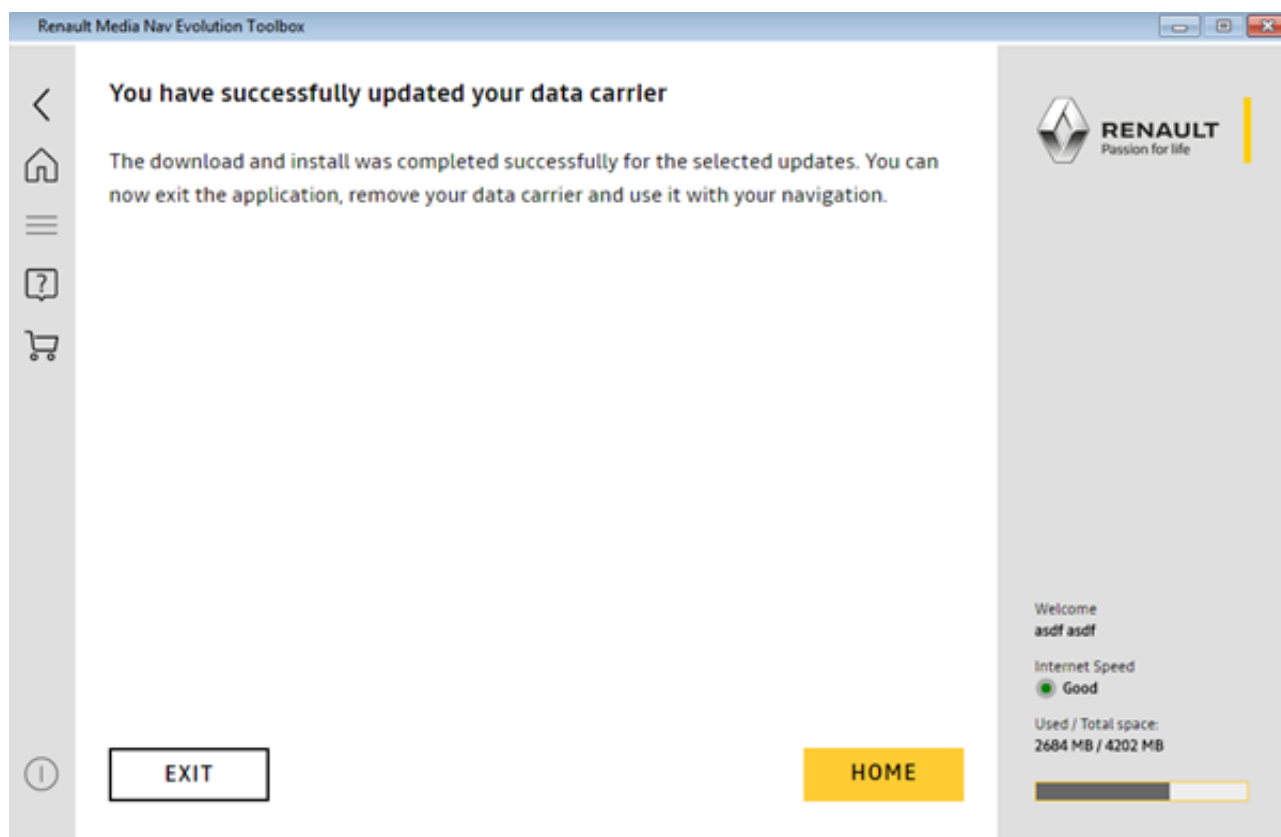 Renault Media Nav Evolution Toolbox
You have successfully updated your data carrier
The download and install was completed successfully for the selected updates. You can
now exit the application, remove your data carrier and use it with your navigation.
EXIT
HOME
RENAULT
Passion for life
Welcome
asdf asdf
Internet Speed
Good
Used / Total space:
2684 MB / 4202 MB